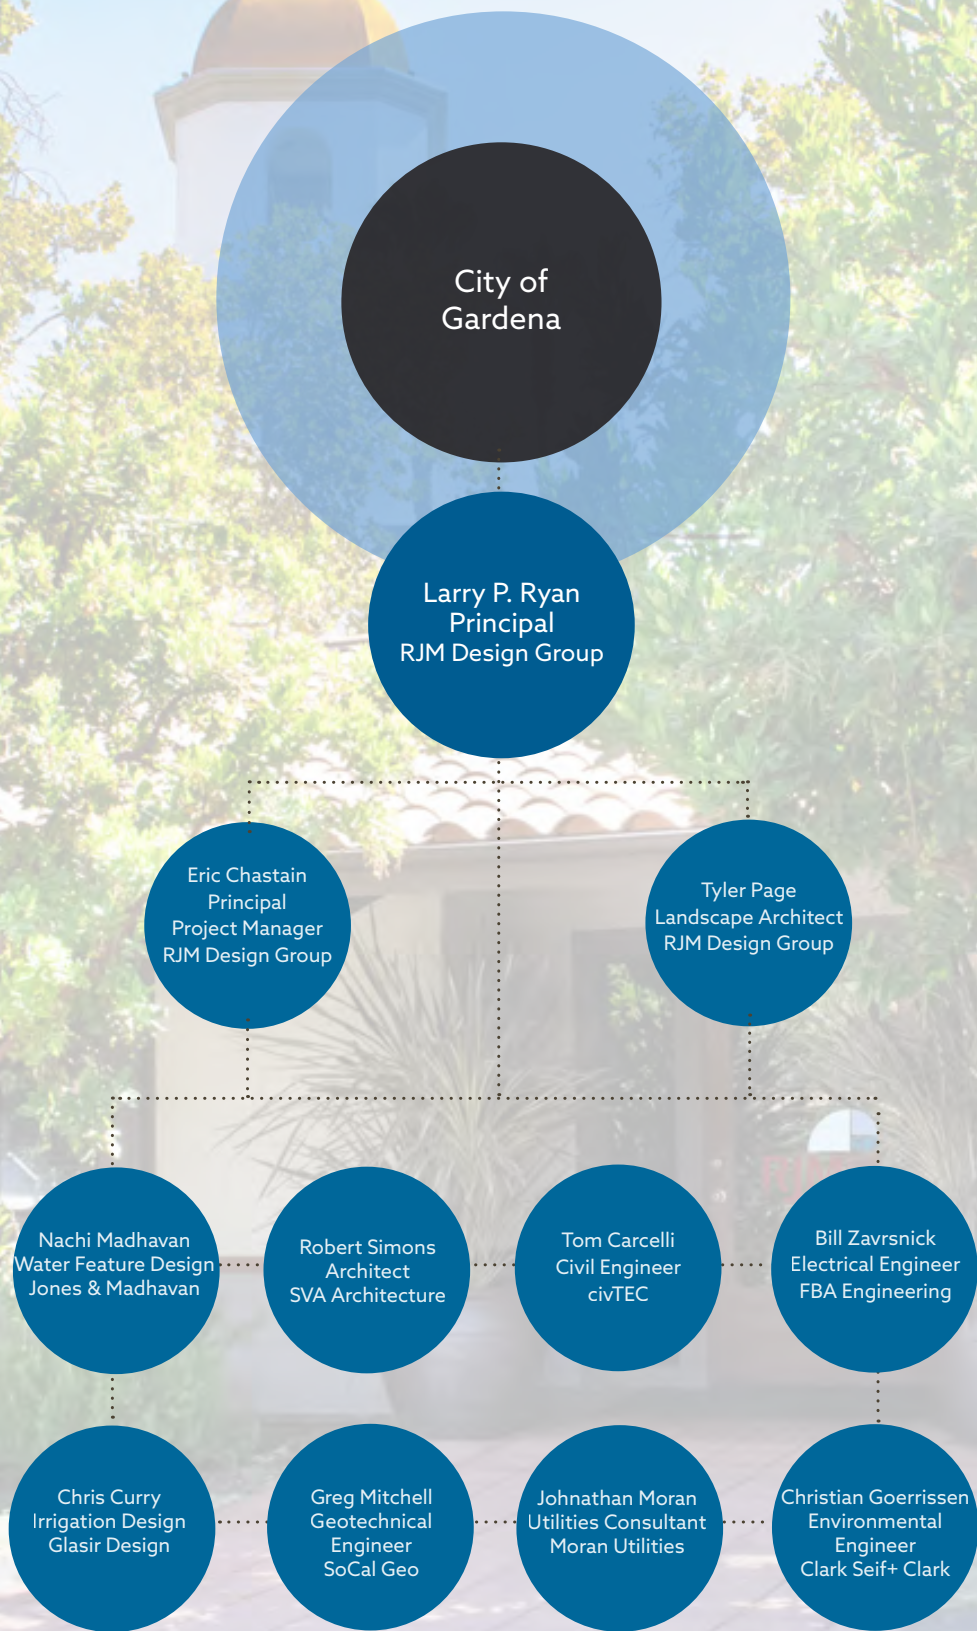 City of
Gardena
Larry P. Ryan
Principal
RJM Design Group
Eric Chastain
Principal
Project Manager
RJM Design Group
Tyler Page
Landscape Architect
RJM Design Group
Nachi Madhavan
Water Feature Design
Jones & Madhavan
Robert Simons
Architect
SVA Architecture
Tom Carcelli
Civil Engineer
civTEC
Bill Zavrsnick
Electrical Engineer
FBA Engineering
Chris Curry
Irrigation Design
Glasir Design
Greg Mitchell
Geotechnical
Engineer
SoCal Geo
Johnathan Moran
Utilities Consultant
Moran Utilities
Christian Goerrissen
Environmental
Engineer
Clark Seif+ Clark